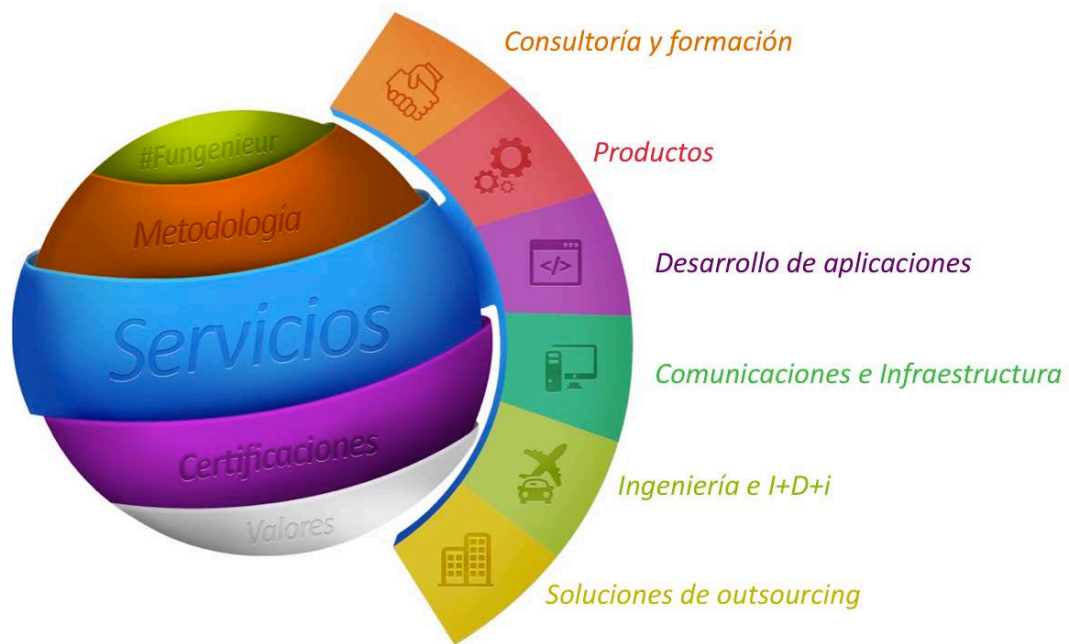 Consultoría y formación
Productos
Desarrollo de aplicaciones
Comunicaciones e Infraestructura
Ingeniería e I+D+i
Soluciones de outsourcing
#Fungenieur
Metodología
Servicios
Certificaciones
Valores